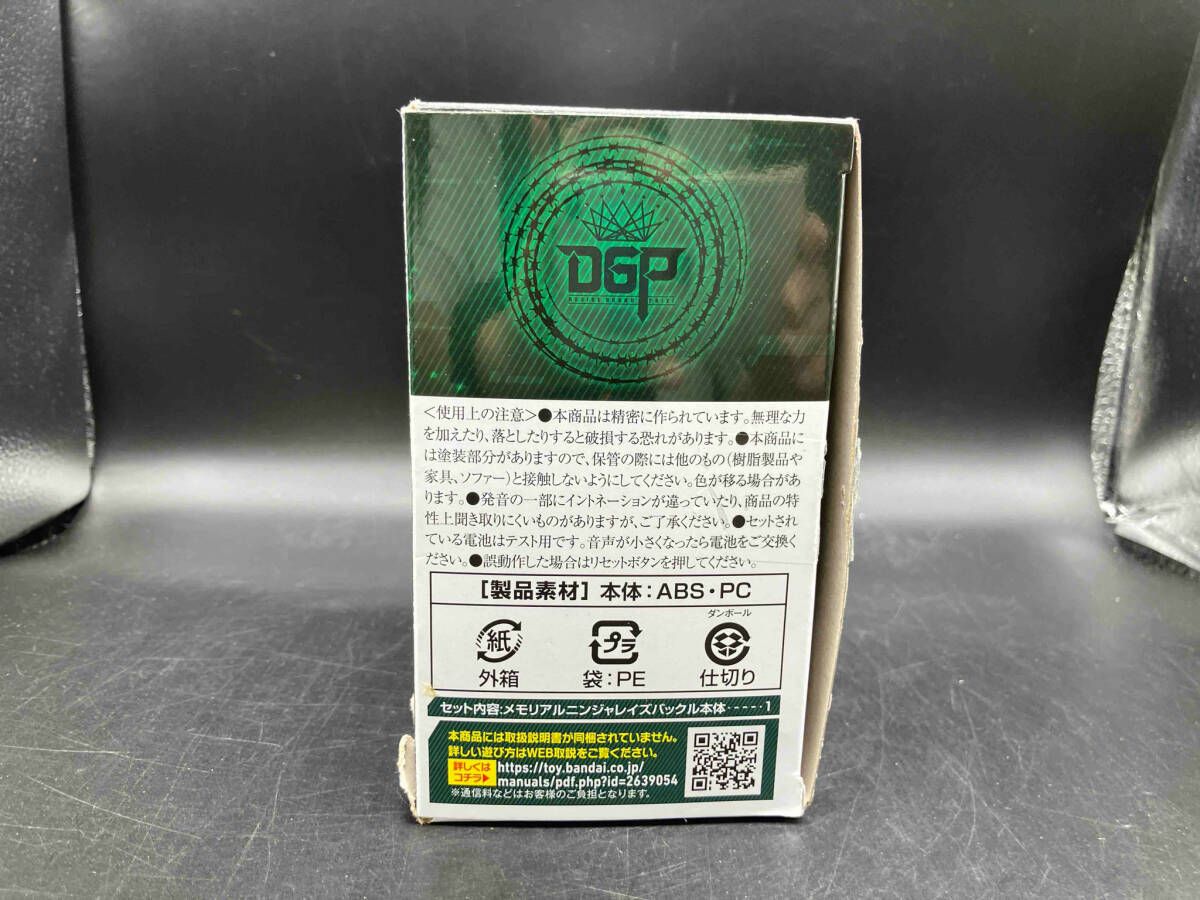 DGP
<使用上の注意>●本商品は精密に作られています。無理な力
を加えたり、落としたりすると破損する恐れがあります。●本商品に
は塗装部分がありますので、保管の際には他のもの(樹脂製品や
家具、ソファー)と接触しないようにしてください。色が移る場合があ
ります。●発音の一部にイントネーションが違っていたり、商品の特
性上聞き取りにくいものがありますが、ご了承ください。●セットされ
ている電池はテスト用です。音声が小さくなったら電池をご交換く
ださい。●誤動作した場合はリセットボタンを押してください。
[製品素材] 本体:ABS・PC
ダンボール
紙 プラ
外箱 袋:PE 仕切り
セット内容:メモリアルニンジャレイズバックル本体-----1
本商品には取扱説明書が同梱されていません。
詳しい遊び方はWEB取説をご覧ください。
詳しくは
コチラ▶
https://toy.bandai.co.jp/
manuals/pdf.php?id=2639054
※通信料などはお客様のご負担となります。